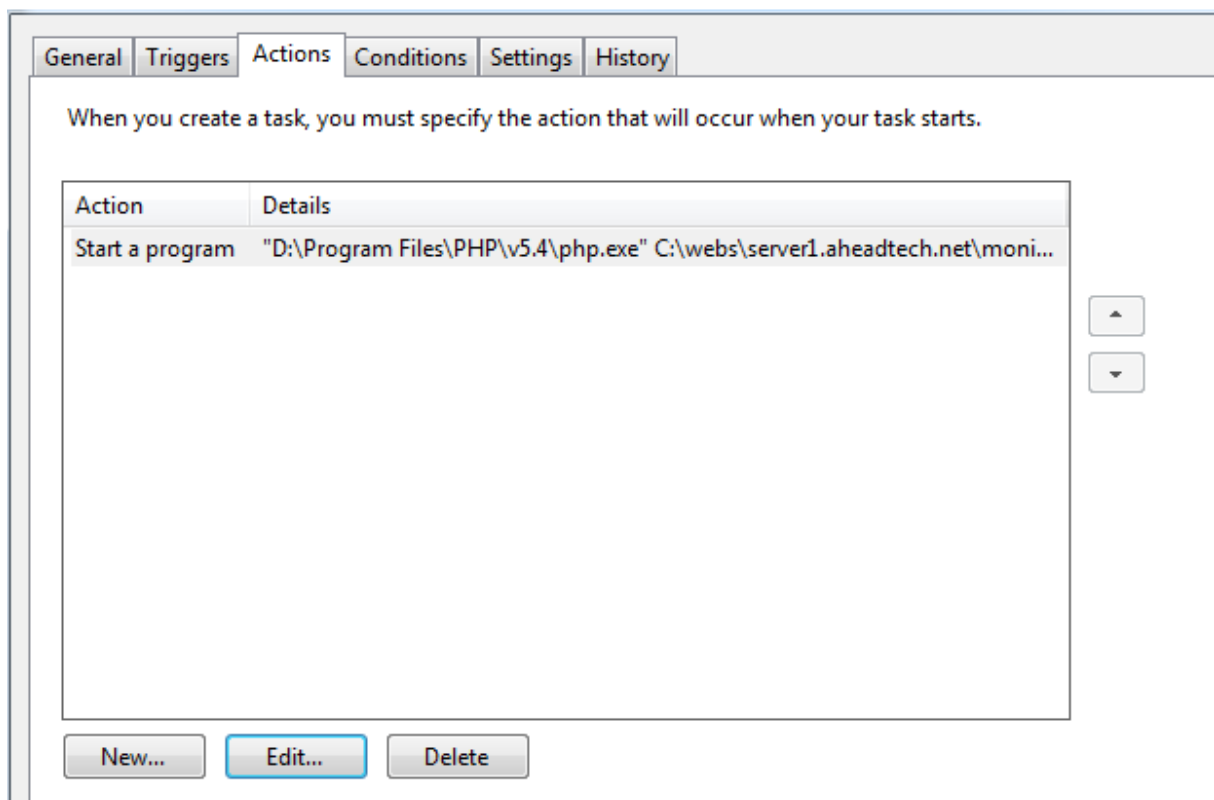 General Triggers Actions Conditions Settings History
When you create a task, you must specify the action that will occur when your task starts.
Action Details
Start a program "D:\Program Files\PHP\v5.4\php.exe" C:\webs\server1.aheadtech.net\moni...
New... Edit... Delete